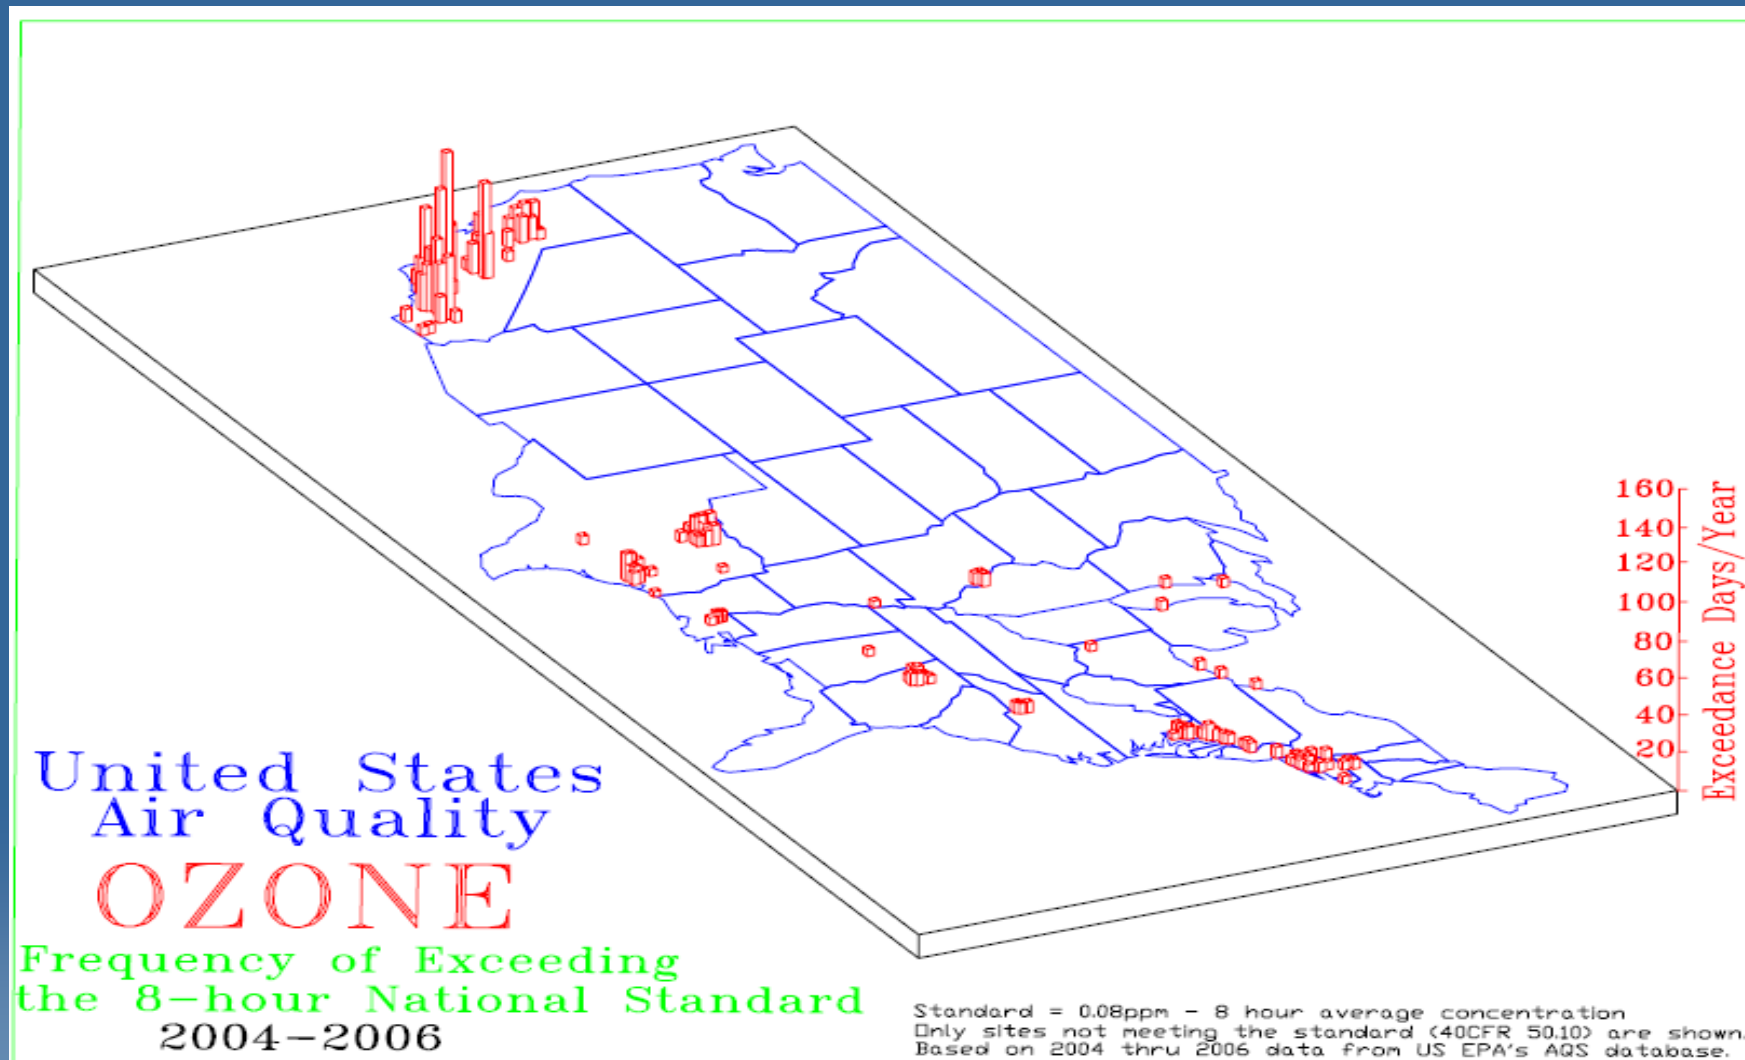 160
140
120
100
80
60
40
20
Exceedance Days/Year
United States
Air Quality
OZONE
Frequency of Exceeding
the 8-hour National Standard
2004-2006
Standard = 0.08ppm - 8 hour average concentration
Only sites not meeting the standard (40CFR 50.10) are shown.
Based on 2004 thru 2006 data from US EPA's AQS database.